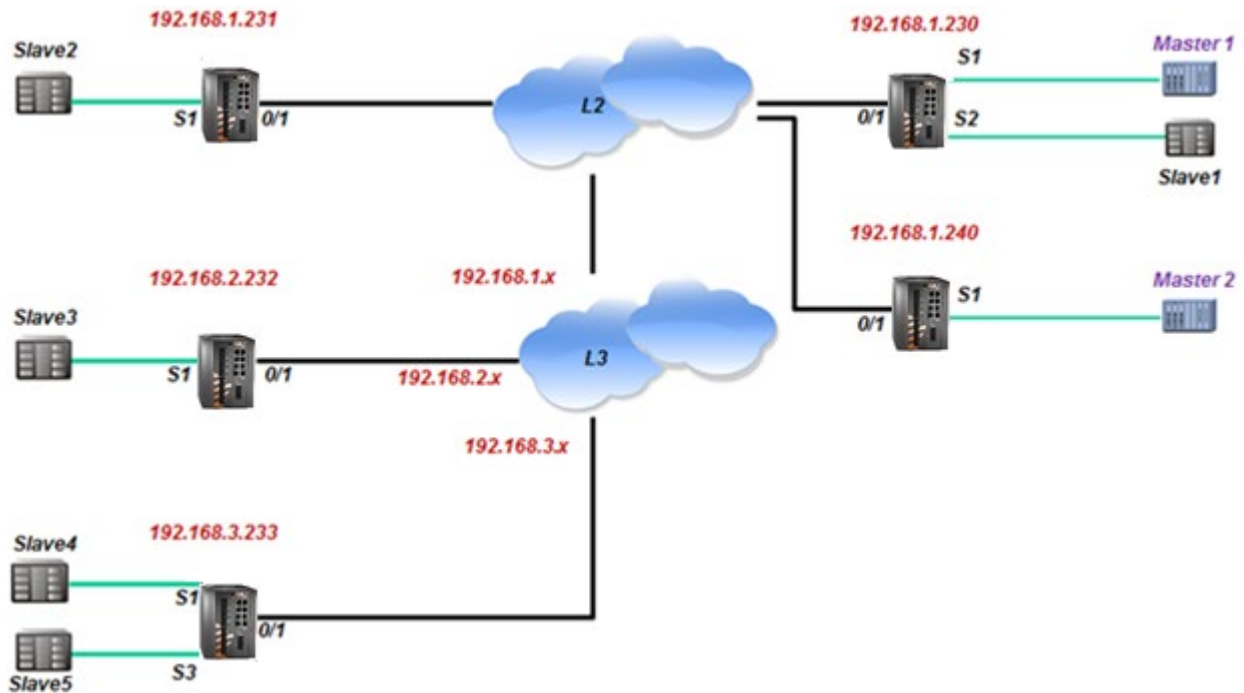 192.168.1.231
192.168.1.230
Slave2
S1
Master 1
L2
S1
0/1
0/1
S2
Slave1
192.168.1.240
192.168.2.232
192.168.1.x
S1
Master 2
Slave3
0/1
L3
S1
0/1
192.168.2.x
192.168.3.x
192.168.3.233
Slave4
S1
0/1
S3
Slave5